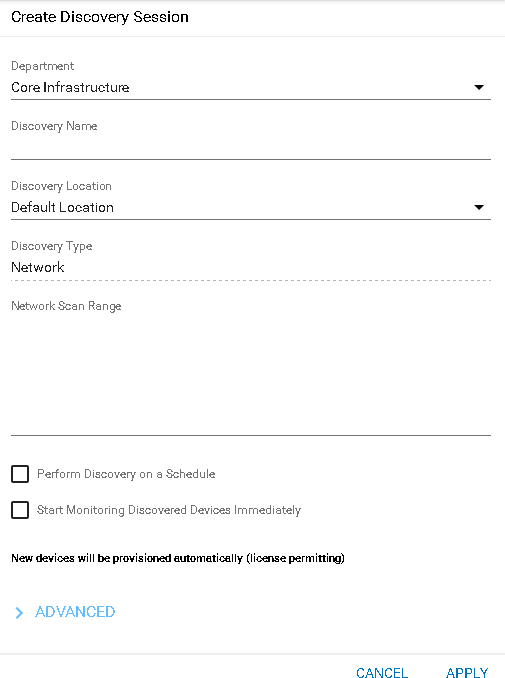 Create Discovery Session
Department
Core Infrastructure
Discovery Name
Discovery Location
Default Location
Discovery Type
Network
Network Scan Range
Perform Discovery on a Schedule
Start Monitoring Discovered Devices Immediately
New devices will be provisioned automatically (license permitting)
ADVANCED
CANCEL APPLY